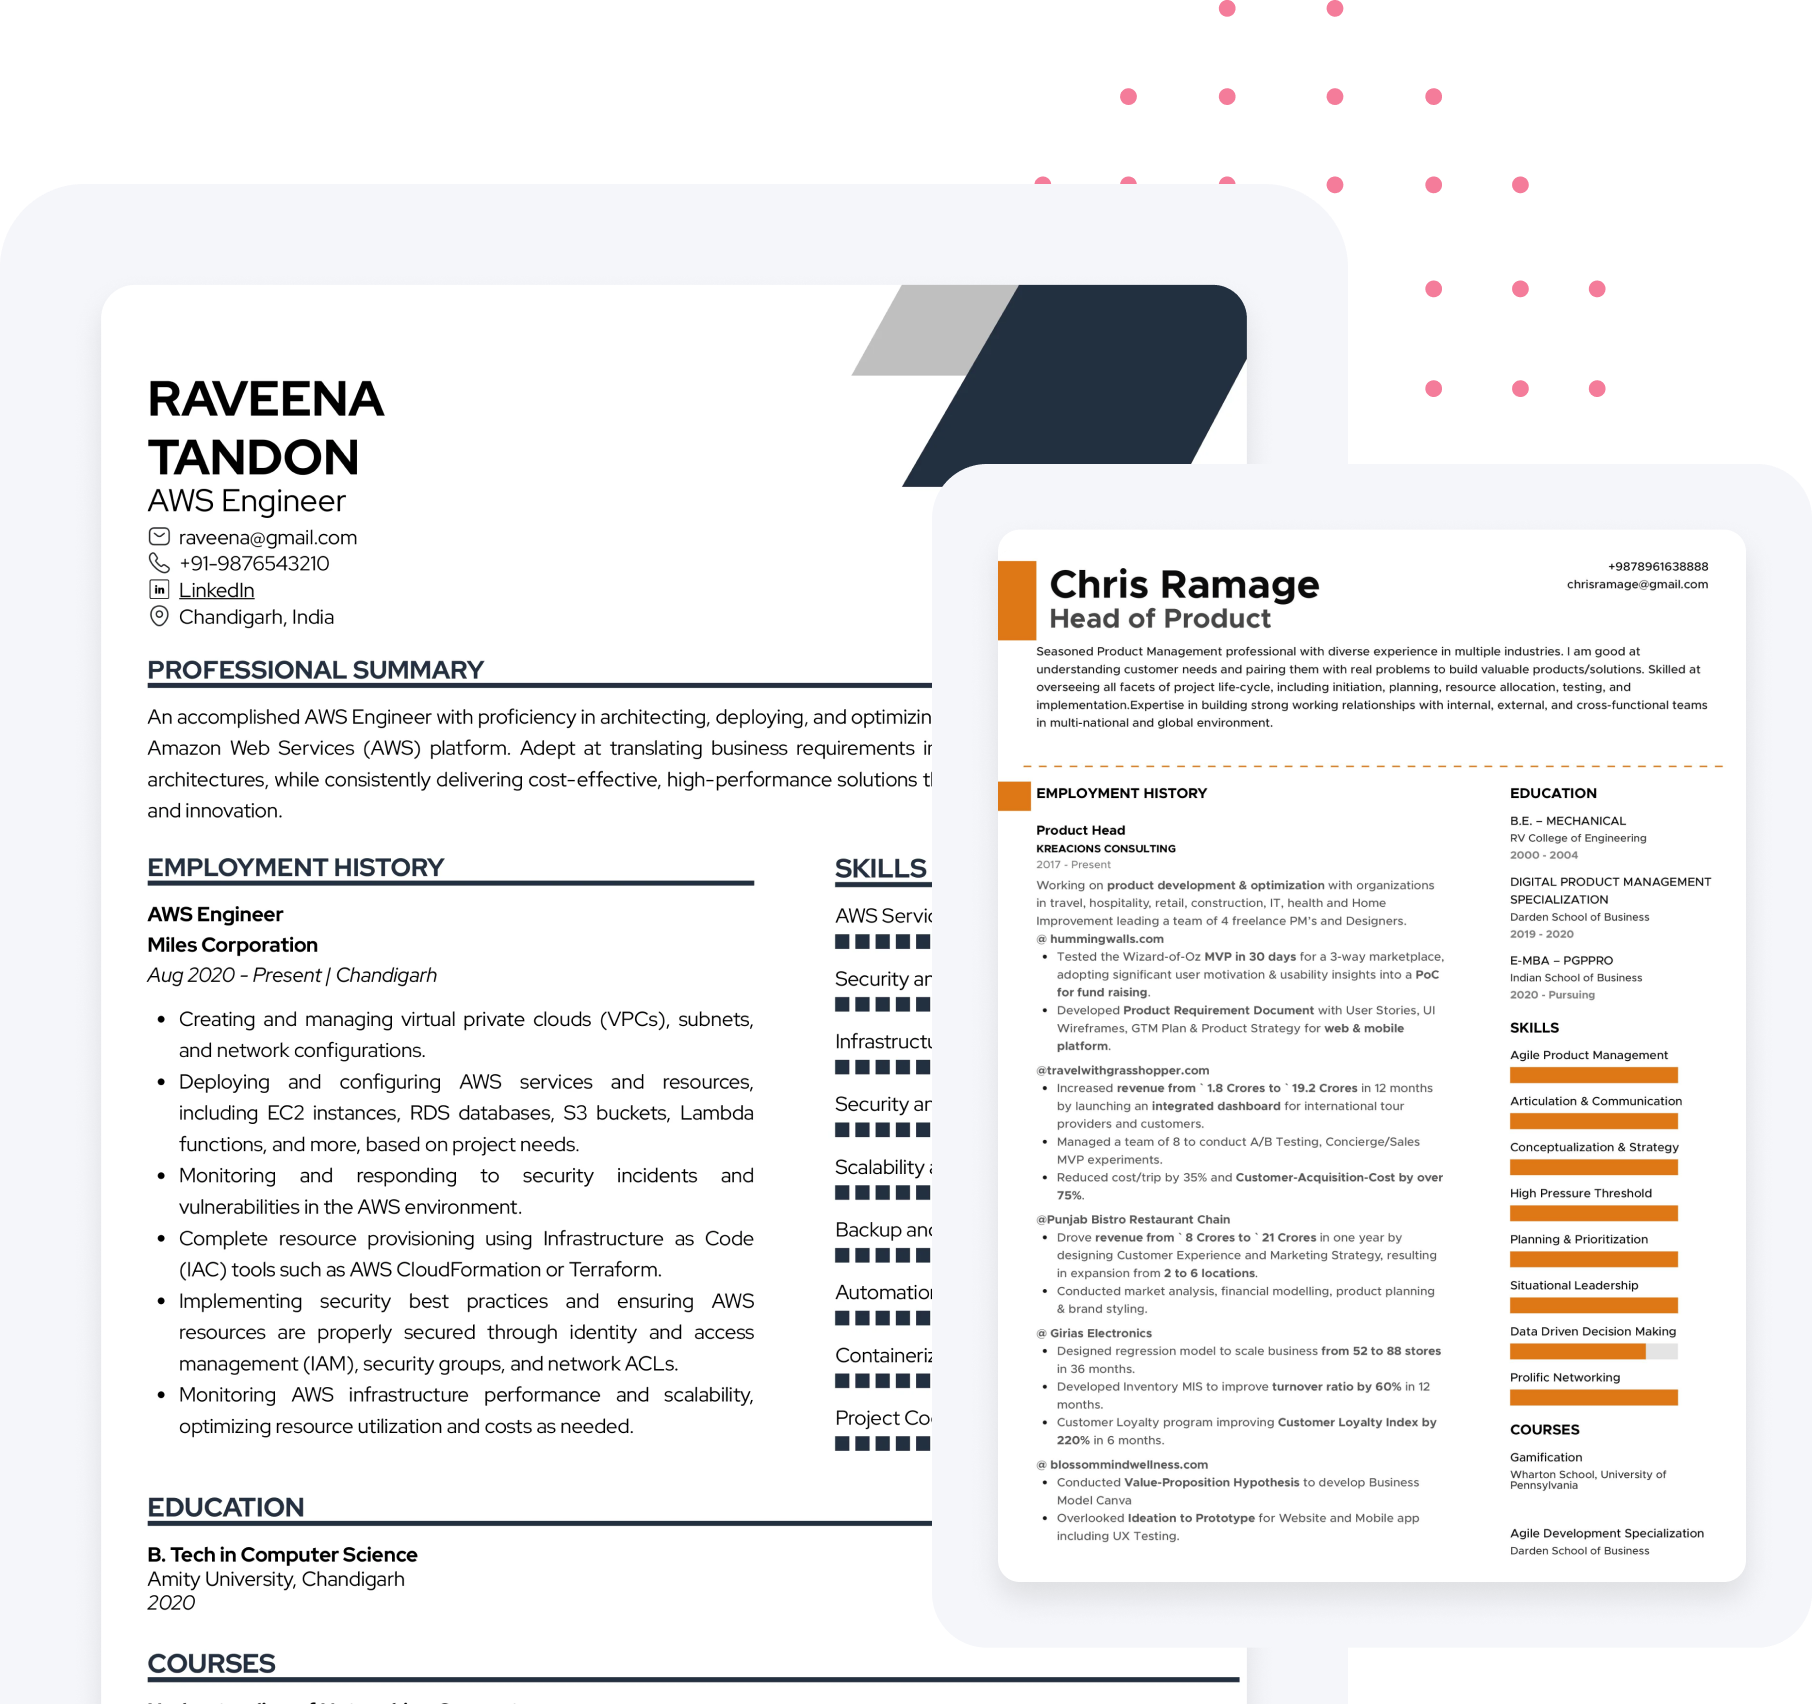 RAVEENA
TANDON
AWS Engineer
raveena@gmail.com
+91-9876543210
LinkedIn
Chandigarh, India
PROFESSIONAL SUMMARY
An accomplished AWS Engineer with proficiency in architecting, deploying, and
Amazon Web Services (AWS) platform. Adept at translating business requirements
architectures, while consistently delivering cost-effective, high-performance solutions
and innovation.
EMPLOYMENT HISTORY
AWS Engineer
Miles Corporation
Aug 2020 - Present | Chandigarh
• Creating and managing virtual private clouds (VPCs), subnets,
and network configurations.
• Deploying and configuring AWS services and resources,
including EC2 instances, RDS databases, S3 buckets, Lambda
functions, and more, based on project needs.
• Monitoring and responding to security incidents and
vulnerabilities in the AWS environment.
• Complete resource provisioning using Infrastructure as Code
(IAC) tools such as AWS CloudFormation or Terraform.
• Implementing security best practices and ensuring AWS
resources are properly secured through identity and access
management (IAM), security groups, and network ACLs.
• Monitoring AWS infrastructure performance and scalability,
optimizing resource utilization and costs as needed.
SKILLS
AWS
Security
Security
Scalability
Backup
Project
EDUCATION
B. Tech in Computer Science
Amity University, Chandigarh
2020
COURSES
Chris Ramage
Head of Product
+9878961638888
chrisramage@gmail.com
Seasoned Product Management professional with diverse experience in multiple industries. I am good at
understanding customer needs and pairing them with real problems to build valuable products/solutions. Skilled at
overseeing all facets of project life-cycle, including initiation, planning, resource allocation, testing, and
implementation.Expertise in building strong working relationships with internal, external, and cross-functional teams
in multi-national and global environment.
EMPLOYMENT HISTORY
Product Head
KREACIONS CONSULTING
2017 - Present
Working on product development & optimization with organizations
in travel, hospitality, retail, construction, IT, health and Home
Improvement leading a team of 4 freelance PM's and Designers.
@ hummingwalls.com
• Tested the Wizard-of-Oz MVP in 30 days for a 3-way marketplace,
adopting significant user motivation & usability insights into a PoC
for fund raising.
• Developed Product Requirement Document with User Stories, UI
Wireframes, GTM Plan & Product Strategy for web & mobile
platform.
@travelwithgrasshopper.com
• Increased revenue from ` 1.8 Crores to ` 19.2 Crores in 12 months
by launching an integrated dashboard for international tour
providers and customers.
• Managed a team of 8 to conduct A/B Testing, Concierge/Sales
MVP experiments.
• Reduced cost/trip by 35% and Customer-Acquisition-Cost by over
75%.
@Punjab Bistro Restaurant Chain
• Drove revenue from ` 8 Crores to ` 21 Crores in one year by
designing Customer Experience and Marketing Strategy, resulting
in expansion from 2 to 6 locations.
• Conducted market analysis, financial modelling, product planning
& brand styling.
@ Girias Electronics
• Designed regression model to scale business from 52 to 88 stores
in 36 months.
• Developed Inventory MIS to improve turnover ratio by 60% in 12
months.
• Customer Loyalty program improving Customer Loyalty Index by
220% in 6 months.
@ blossommindwellness.com
• Conducted Value-Proposition Hypothesis to develop Business
Model Canva
• Overlooked Ideation to Prototype for Website and Mobile app
including UX Testing.
EDUCATION
B.E. – MECHANICAL
RV College of Engineering
2000 - 2004
DIGITAL PRODUCT MANAGEMENT
SPECIALIZATION
Darden School of Business
2019 - 2020
E-MBA – PGPPRO
Indian School of Business
2020 - Pursuing
SKILLS
Agile Product Management
Articulation & Communication
Conceptualization & Strategy
High Pressure Threshold
Planning & Prioritization
Situational Leadership
Data Driven Decision Making
Prolific Networking
COURSES
Gamification
Wharton School, University of
Pennsylvania
Agile Development Specialization
Darden School of Business